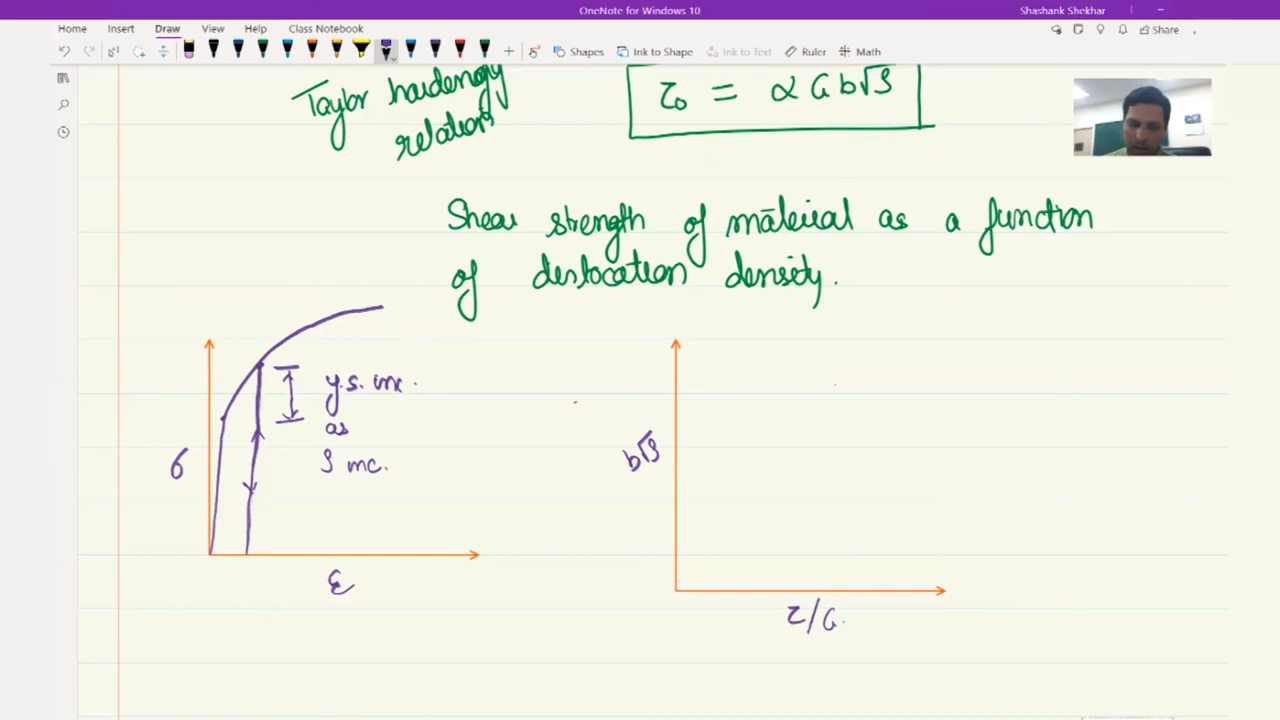 OneNote for Windows 10
Shashank Shekhar
Home Insert Draw View Help Class Notebook
Share
Shapes Ink to Shape Ink to Text Ruler Math
Taylor hardening
relation
τ₀ = α G b√ρ
Shear strength of material as a function
of dislocation density.
y.s. inc.
as
ρ inc.
σ
ε
b√ρ
τ/G